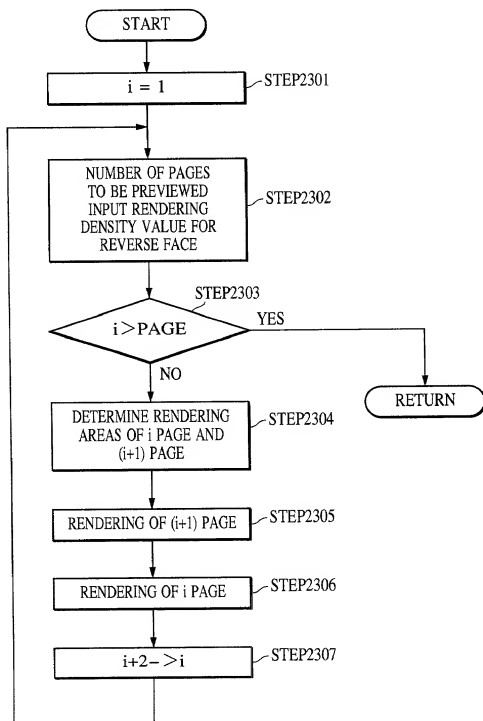 START
i = 1
STEP2301
NUMBER OF PAGES
TO BE PREVIEWED
INPUT RENDERING
DENSITY VALUE FOR
REVERSE FACE
STEP2302
STEP2303
i>PAGE
YES
NO
RETURN
DETERMINE RENDERING
AREAS OF i PAGE AND
(i+1) PAGE
STEP2304
RENDERING OF (i+1) PAGE
STEP2305
RENDERING OF i PAGE
STEP2306
i+2->i
STEP2307